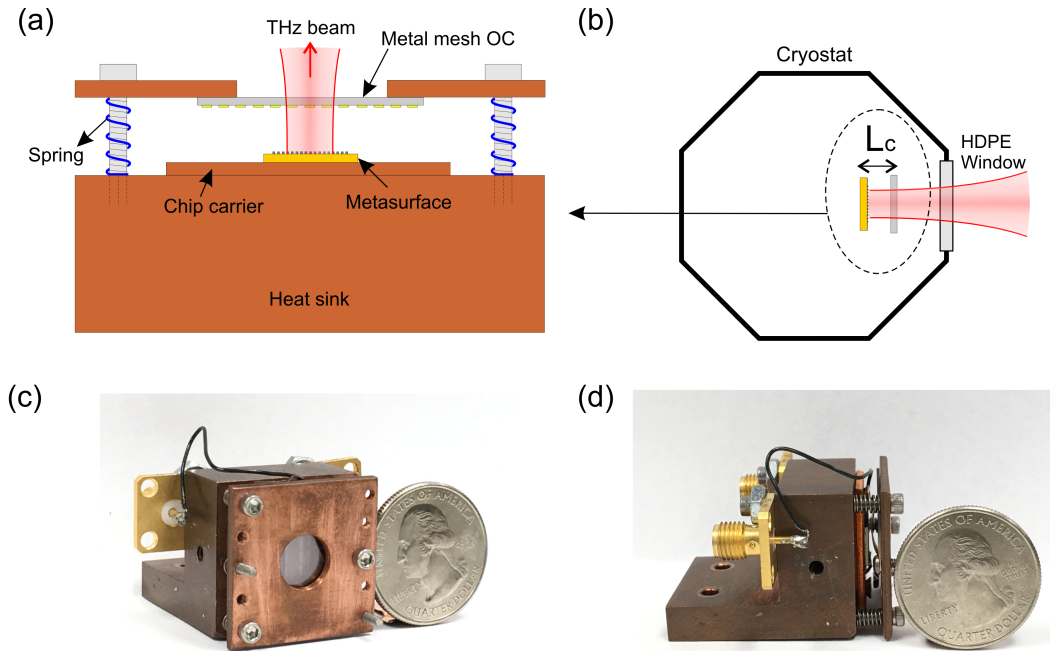 (a)
THz beam
Metal mesh OC
Spring
Chip carrier
Metasurface
Heat sink
(b)
Cryostat
Lc
HDPE
Window
(c)
UNITED STATES OF AMERICA
LIBERTY
QUARTER DOLLAR
(d)
UNITED STATES OF AMERICA
LIBERTY
QUARTER DOLLAR